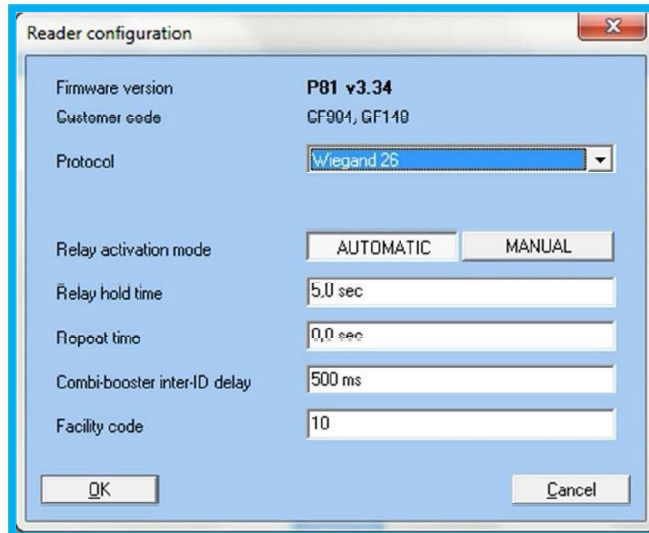 Reader configuration
Firmware version P81 v3.34
Customer code
Protocol Wiegand 26
Relay activation mode AUTOMATIC MANUAL
Relay hold time 5,0 sec
Repeat time 0,0 sec
Combi-booster inter-ID delay 500 ms
Facility code 10
OK Cancel